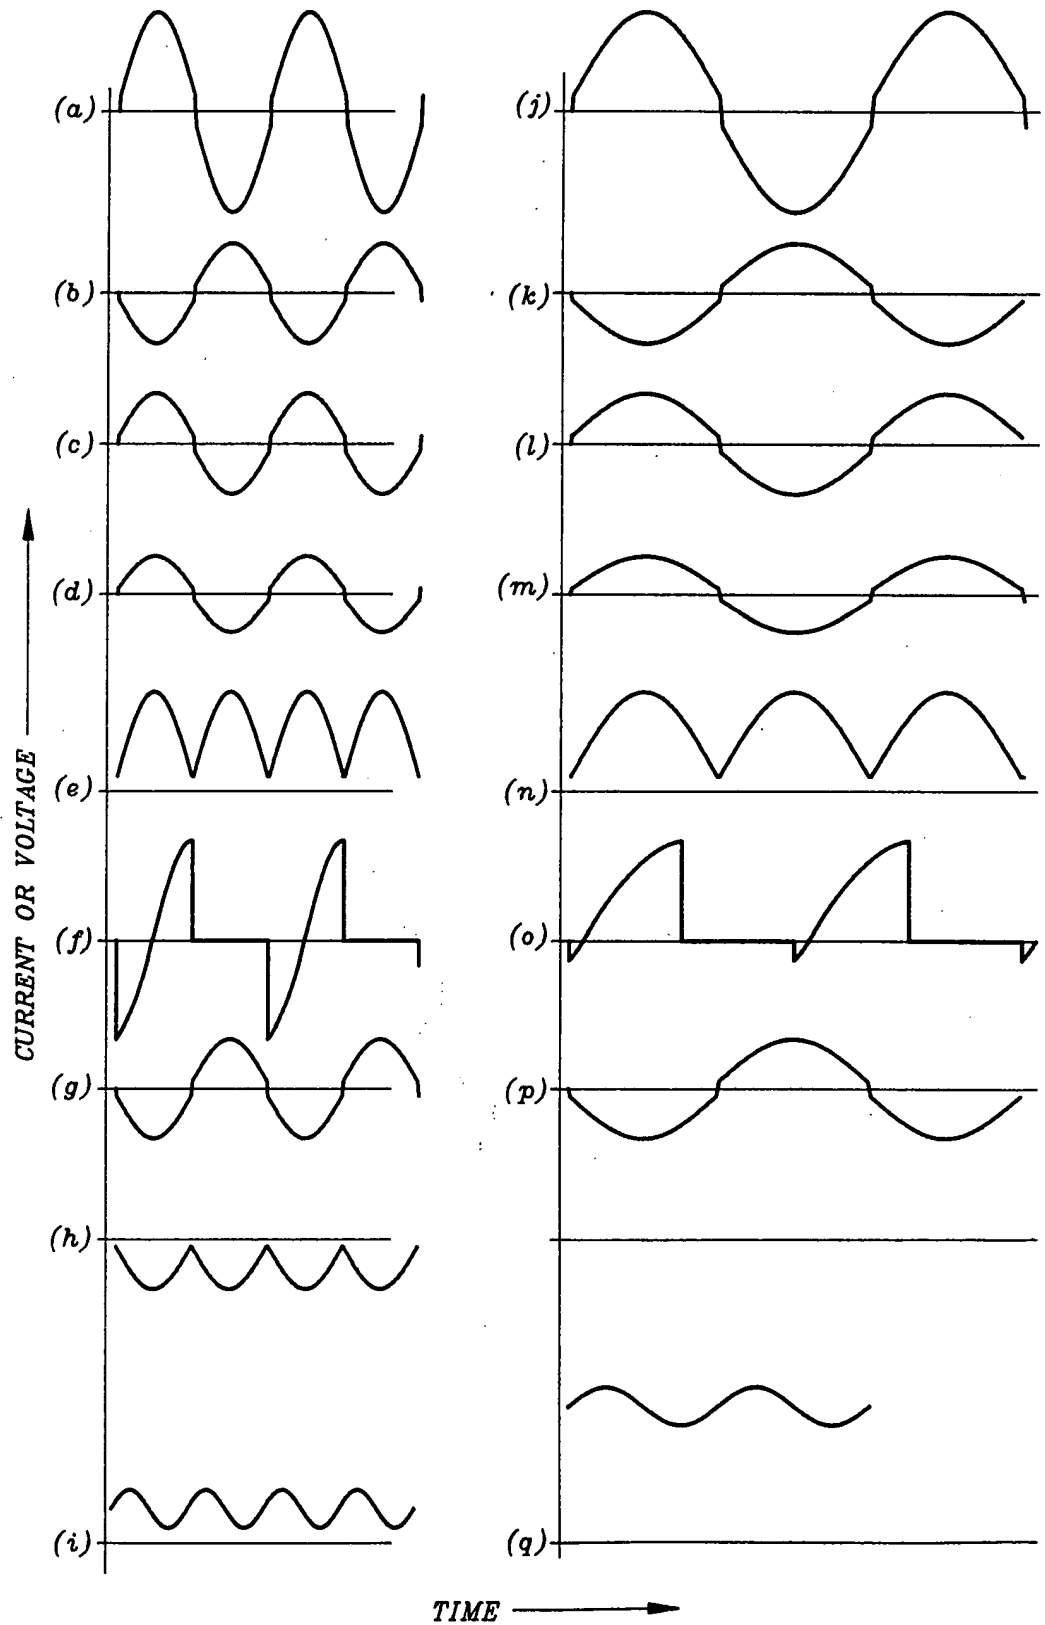 (a)
(j)
(b)
(k)
(c)
(l)
(d)
(m)
(e)
(n)
(f)
(o)
(g)
(p)
(h)
(i)
(q)
CURRENT OR VOLTAGE
TIME